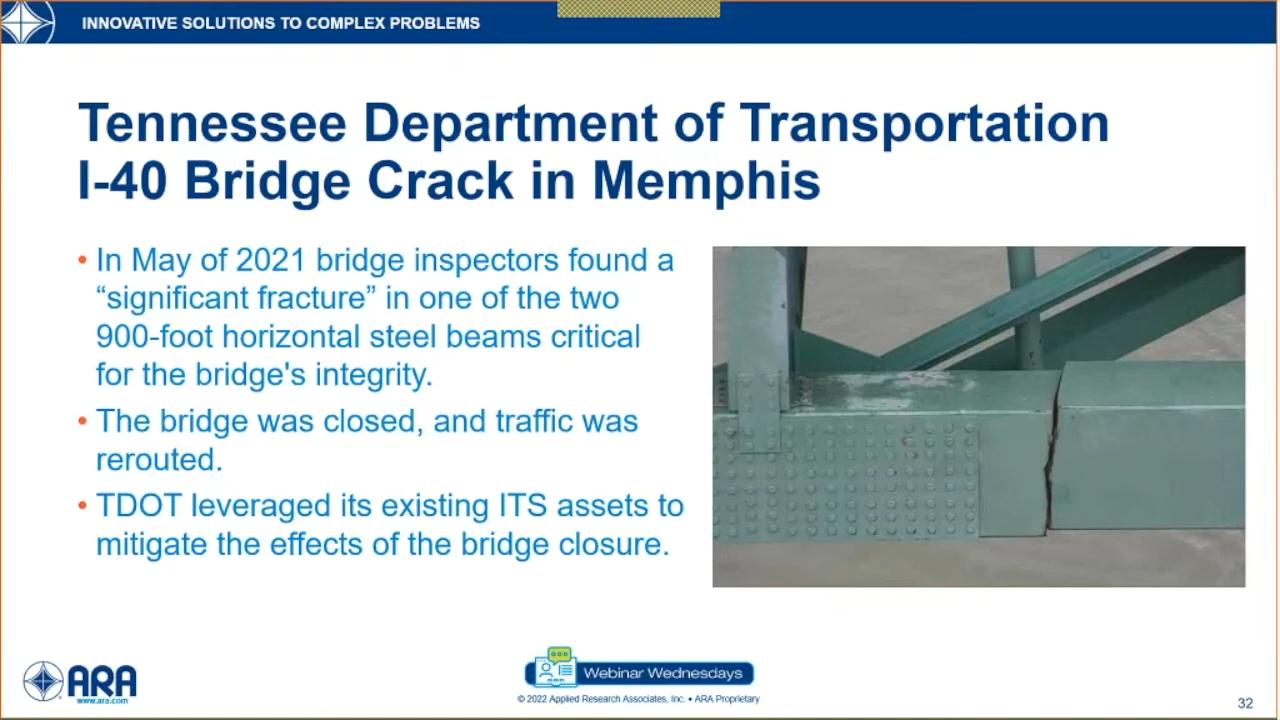 INNOVATIVE SOLUTIONS TO COMPLEX PROBLEMS
Tennessee Department of Transportation
I-40 Bridge Crack in Memphis
• In May of 2021 bridge inspectors found a
“significant fracture” in one of the two
900-foot horizontal steel beams critical
for the bridge's integrity.
• The bridge was closed, and traffic was
rerouted.
• TDOT leveraged its existing ITS assets to
mitigate the effects of the bridge closure.
ARA
www.ara.com
Webinar Wednesdays
© 2022 Applied Research Associates, Inc. • ARA Proprietary
32